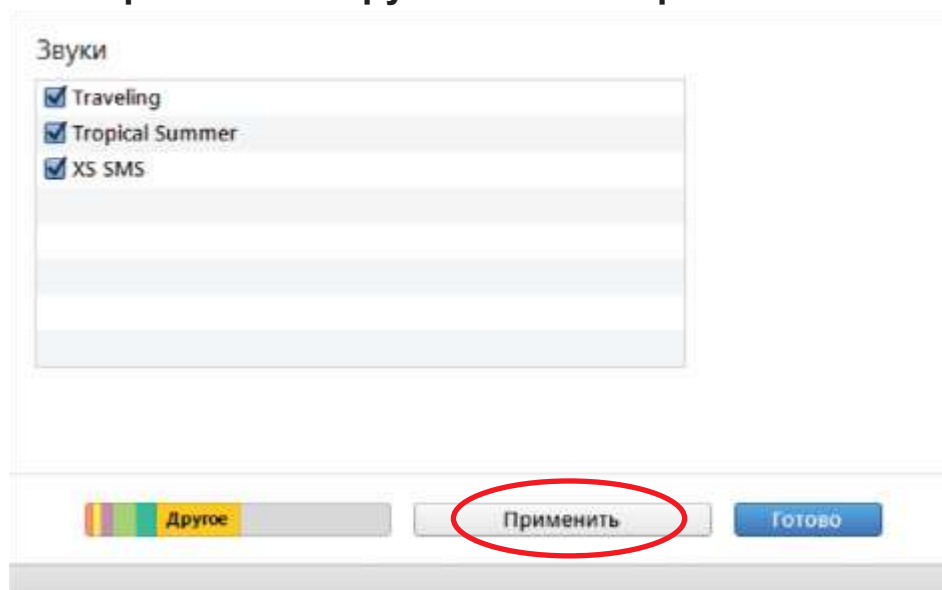 Звуки
Traveling
Tropical Summer
XS SMS
Другое
Применить
Готово